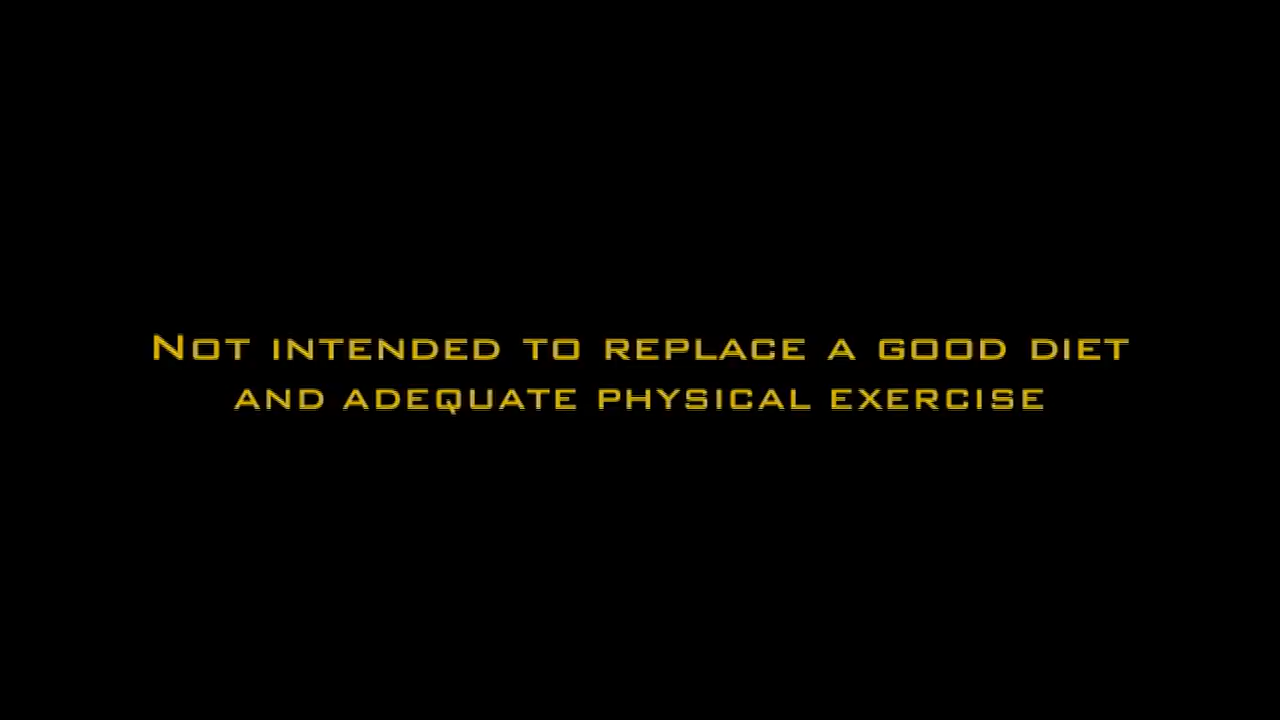 Not intended to replace a good diet
and adequate physical exercise